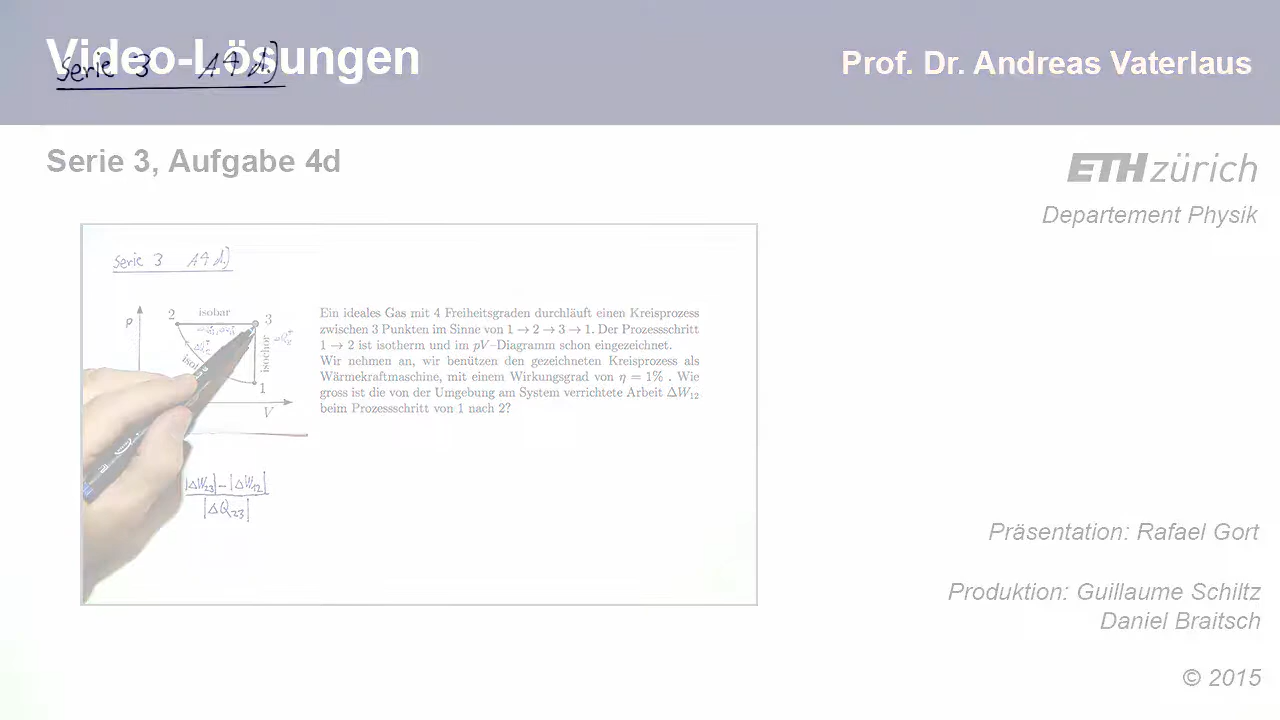 Video-Lösungen
Serie 3 A4 d.)
Prof. Dr. Andreas Vaterlaus
Serie 3, Aufgabe 4d
ETH zürich
Departement Physik
Serie 3 A4 d.)
p
2
isobar
3
isochor
1
V
Ein ideales Gas mit 4 Freiheitsgraden durchläuft einen Kreisprozess
zwischen 3 Punkten im Sinne von 1 → 2 → 3 → 1. Der Prozessschritt
1 → 2 ist isotherm und im pV–Diagramm schon eingezeichnet.
Wir nehmen an, wir benützen den gezeichneten Kreisprozess als
Wärmekraftmaschine, mit einem Wirkungsgrad von η = 1% . Wie
gross ist die von der Umgebung am System verrichtete Arbeit ΔW12
beim Prozessschritt von 1 nach 2?
|ΔW23| – |ΔW12|
|ΔQ23|
Präsentation: Rafael Gort
Produktion: Guillaume Schiltz
Daniel Braitsch
© 2015